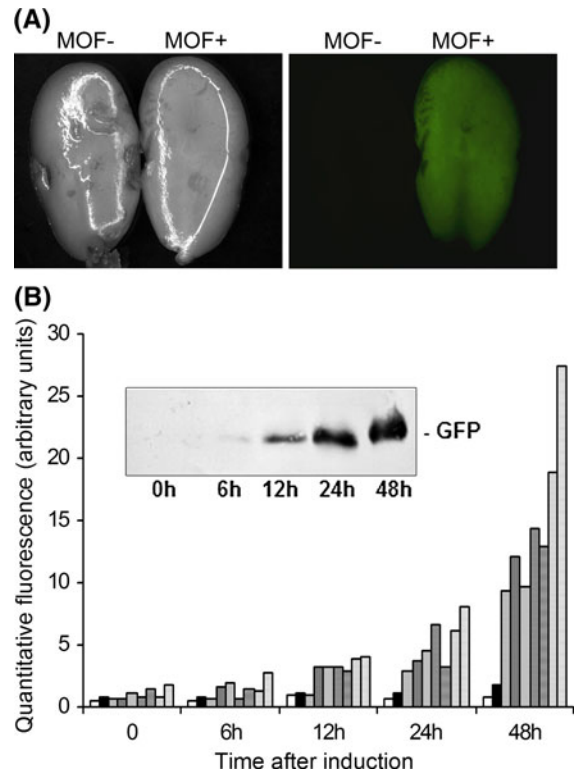 (A)
MOF- MOF+ MOF- MOF+
(B)
Quantitative fluorescence (arbitrary units)
30
25
20
15
10
5
0
- GFP
0h 6h 12h 24h 48h
0 6h 12h 24h 48h
Time after induction